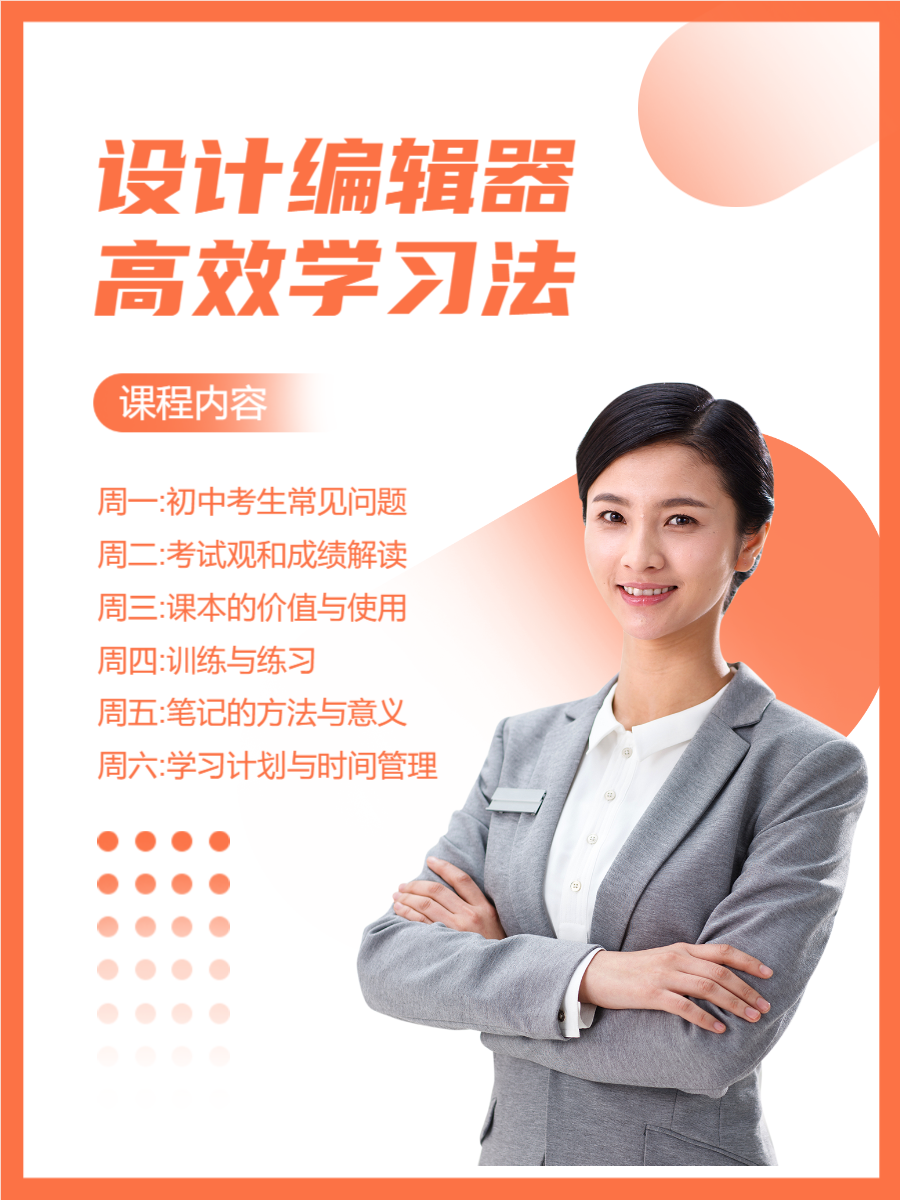 设计编辑器
高效学习法
课程内容
周一:初中考生常见问题
周二:考试观和成绩解读
周三:课本的价值与使用
周四:训练与练习
周五:笔记的方法与意义
周六:学习计划与时间管理